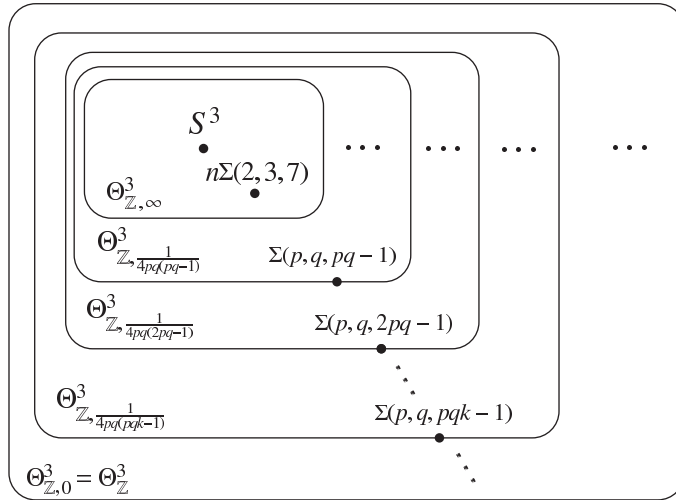 S^3
• • • • • • • • • • • •
nΣ(2, 3, 7)
Θ^3_{ℤ,∞}
Θ^3_{ℤ, 1/(4pq(pq−1))} Σ(p, q, pq − 1)
Θ^3_{ℤ, 1/(4pq(2pq−1))} Σ(p, q, 2pq − 1)
Θ^3_{ℤ, 1/(4pq(pqk−1))} Σ(p, q, pqk − 1)
Θ^3_{ℤ,0} = Θ^3_ℤ